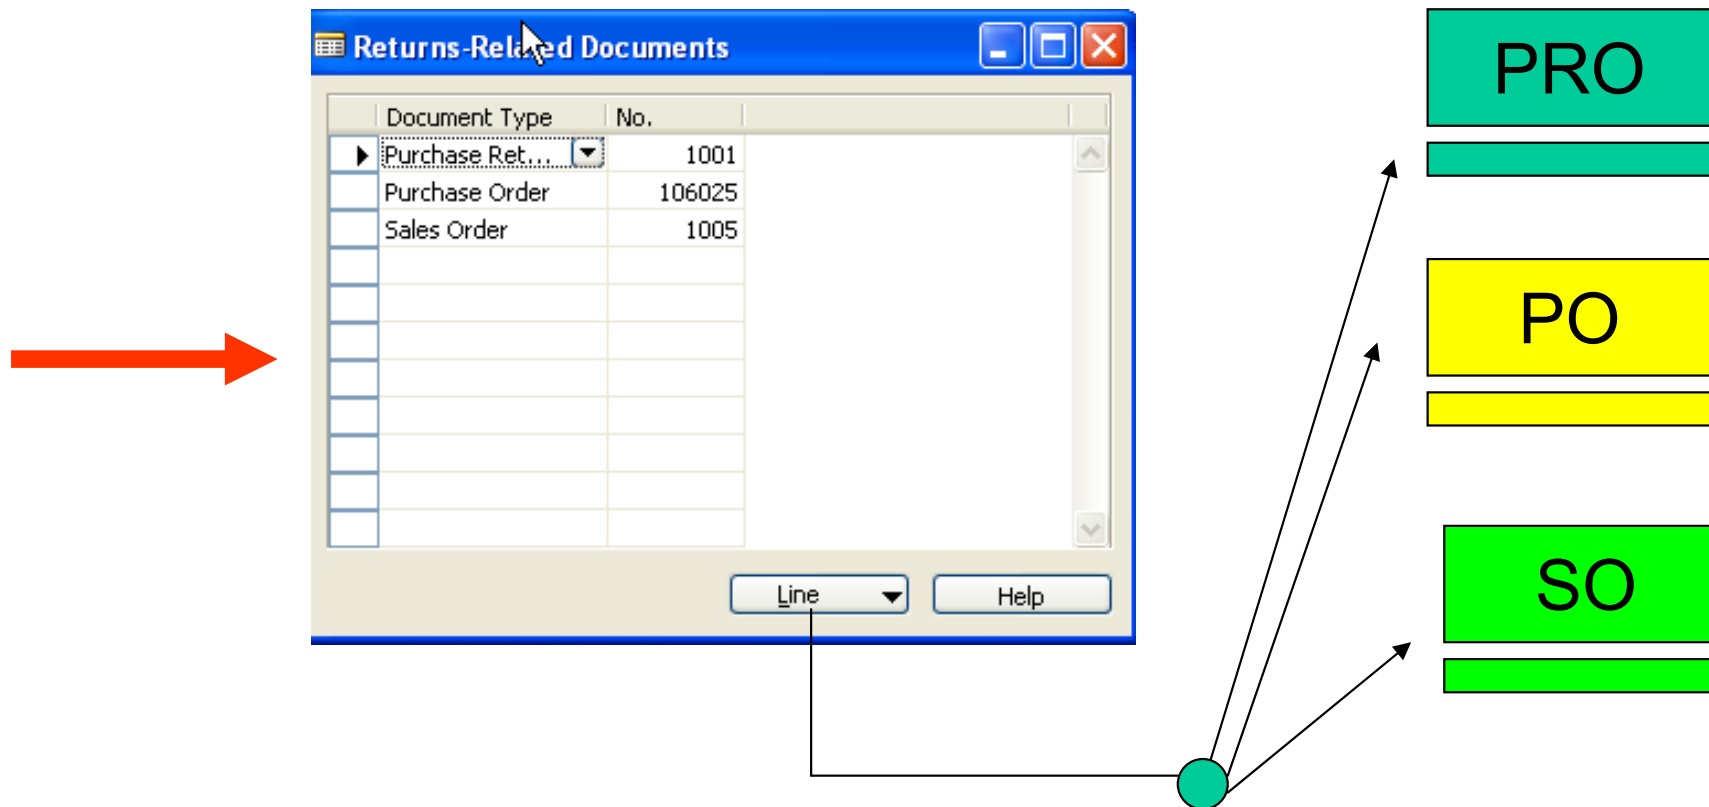 Returns-Related Documents
Document Type No.
Purchase Ret... 1001
Purchase Order 106025
Sales Order 1005
Line Help
PRO
PO
SO